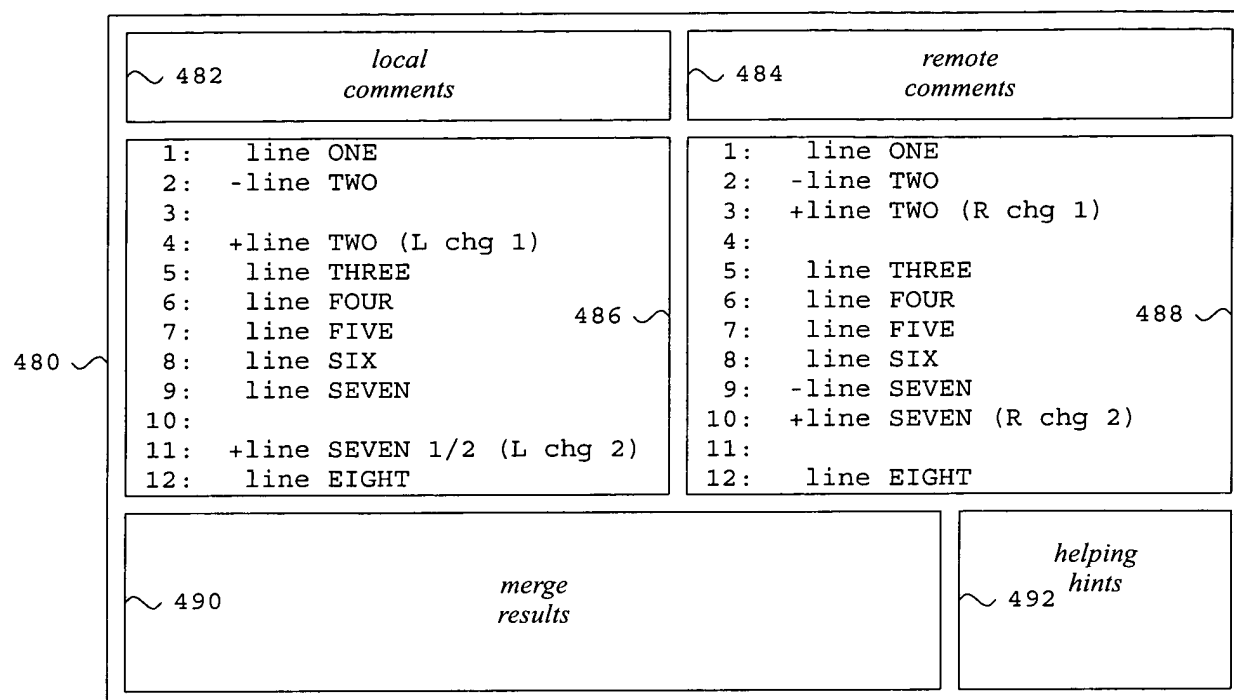 482 local comments
484 remote comments
1: line ONE
2: -line TWO
3:
4: +line TWO (L chg 1)
5: line THREE
6: line FOUR
7: line FIVE
8: line SIX
9: line SEVEN
10:
11: +line SEVEN 1/2 (L chg 2)
12: line EIGHT
486
1: line ONE
2: -line TWO
3: +line TWO (R chg 1)
4:
5: line THREE
6: line FOUR
7: line FIVE
8: line SIX
9: -line SEVEN
10: +line SEVEN (R chg 2)
11:
12: line EIGHT
488
480
490 merge results
492 helping hints